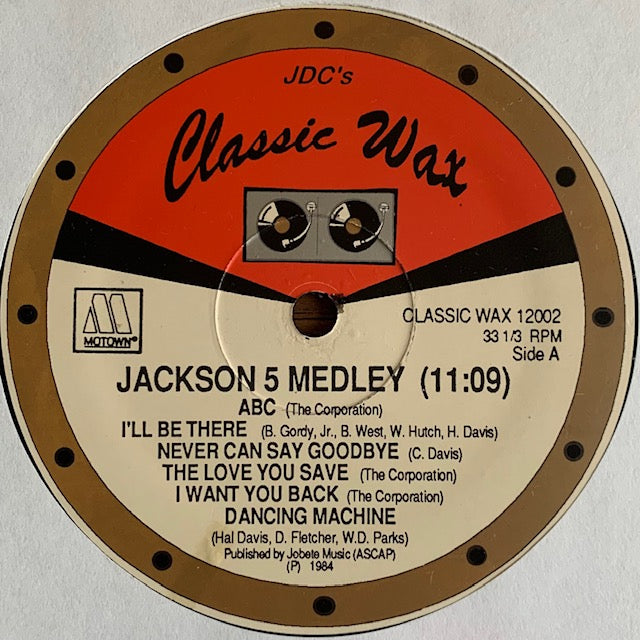 JDC's
Classic Wax
MOTOWN®
CLASSIC WAX 12002
33 1/3 RPM
Side A
JACKSON 5 MEDLEY (11:09)
ABC (The Corporation)
I'LL BE THERE (B. Gordy, Jr., B. West, W. Hutch, H. Davis)
NEVER CAN SAY GOODBYE (C. Davis)
THE LOVE YOU SAVE (The Corporation)
I WANT YOU BACK (The Corporation)
DANCING MACHINE
(Hal Davis, D. Fletcher, W.D. Parks)
Published by Jobete Music (ASCAP)
(P) 1984